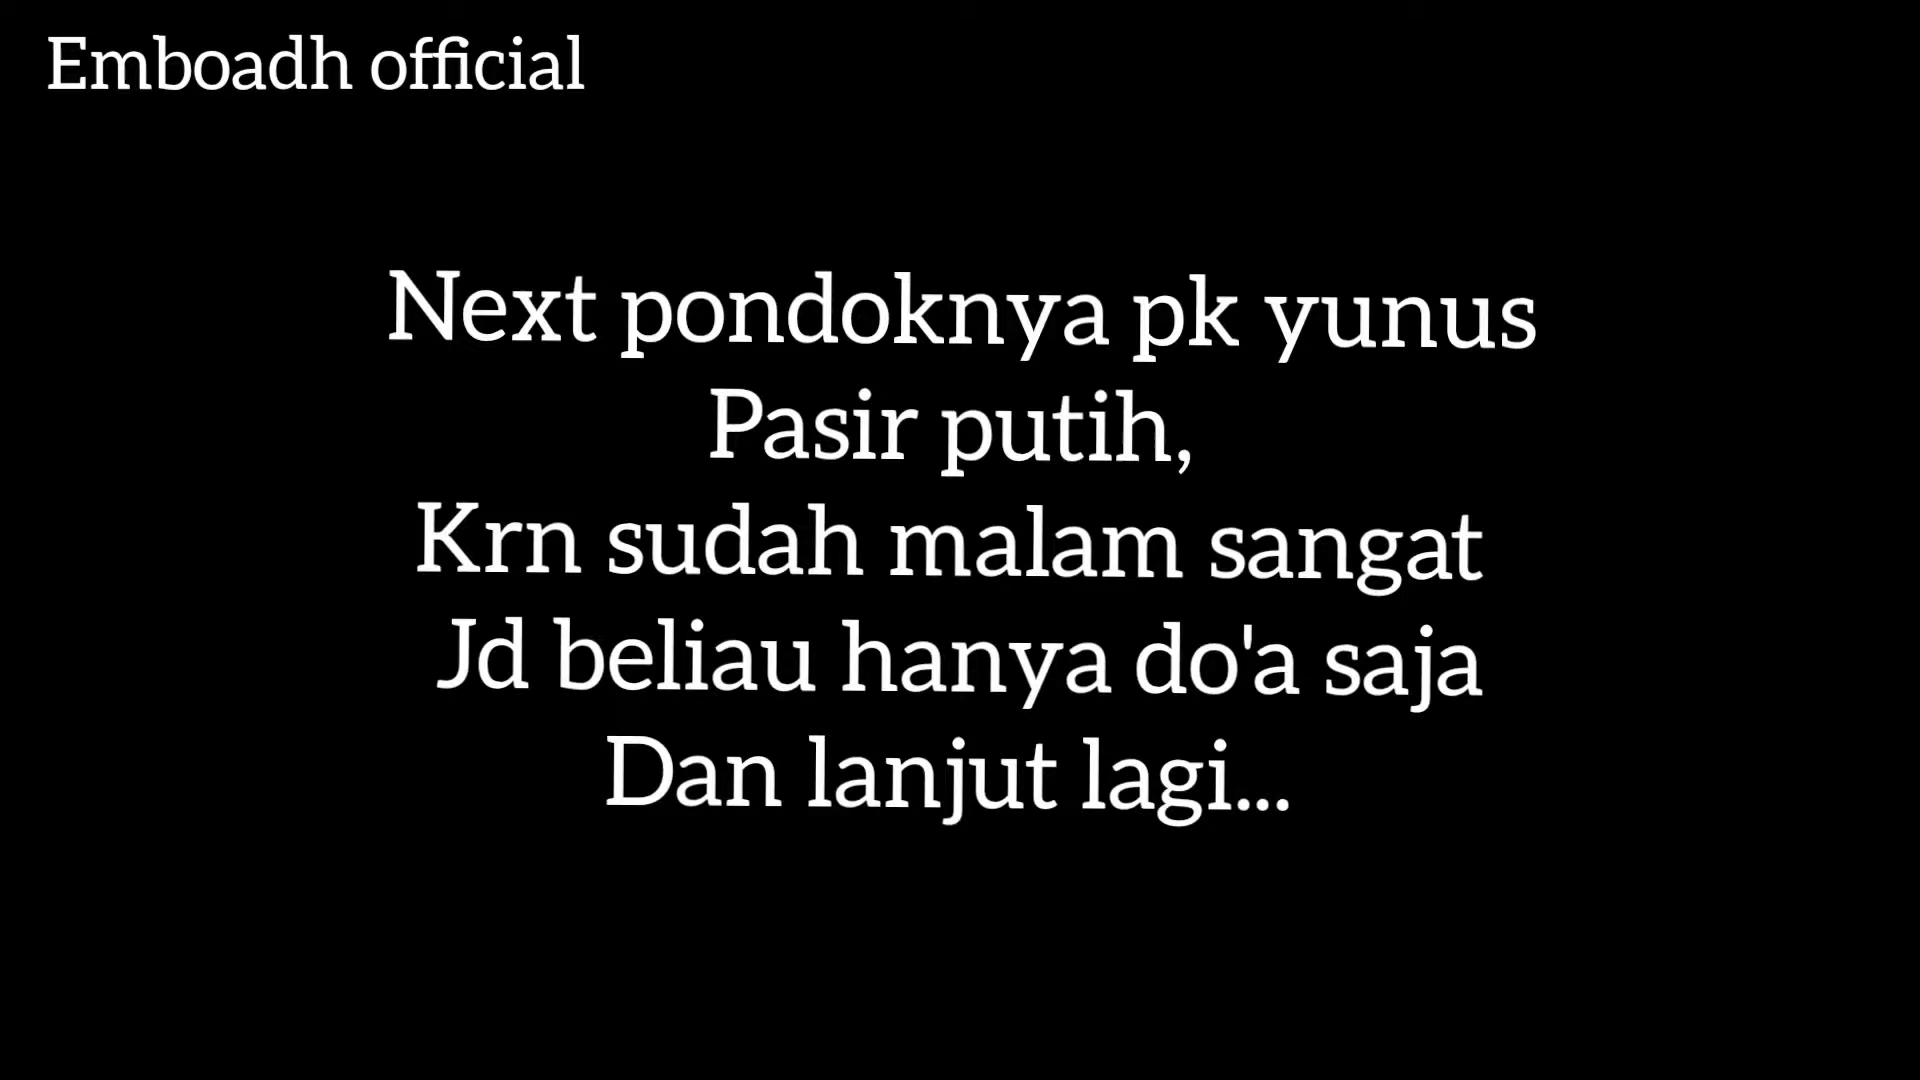 Emboadh official
Next pondoknya pk yunus
Pasir putih,
Krn sudah malam sangat
Jd beliau hanya do'a saja
Dan lanjut lagi...